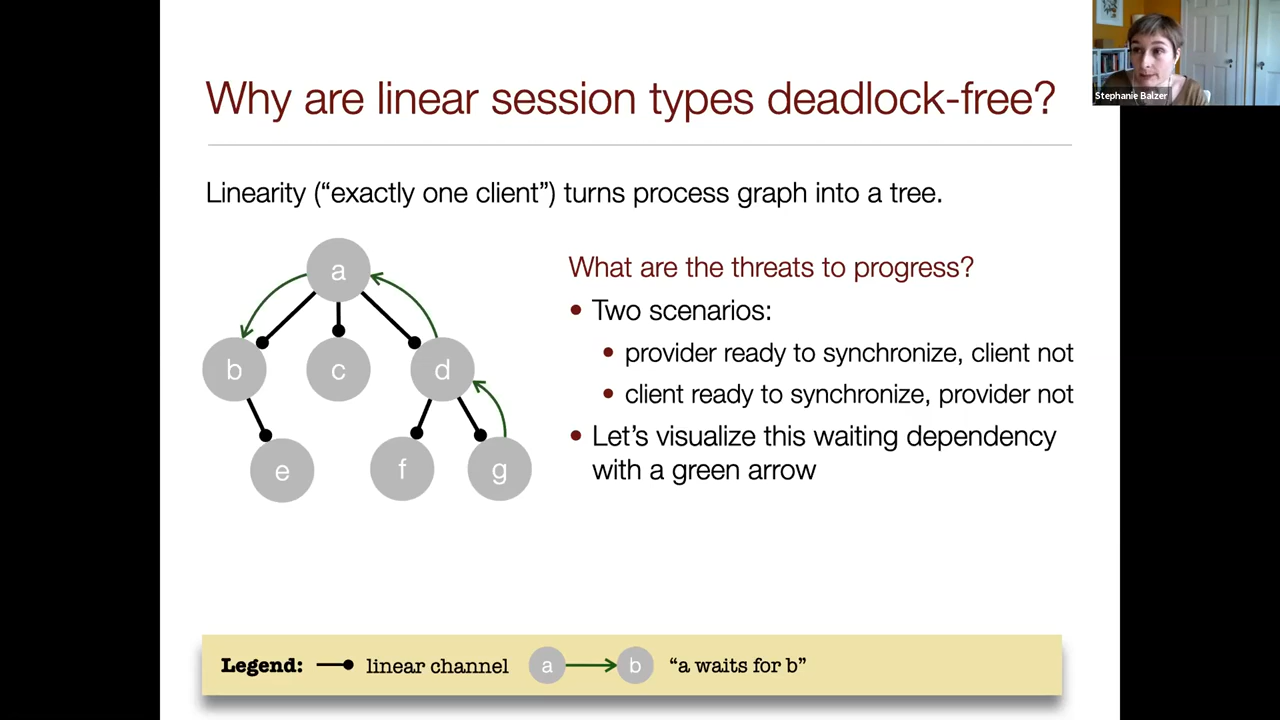 Why are linear session types deadlock-free?
Stephanie Balzer
Linearity (“exactly one client”) turns process graph into a tree.
a
b
c
d
e
f
g
What are the threats to progress?
• Two scenarios:
• provider ready to synchronize, client not
• client ready to synchronize, provider not
• Let’s visualize this waiting dependency
with a green arrow
Legend: linear channel a b “a waits for b”